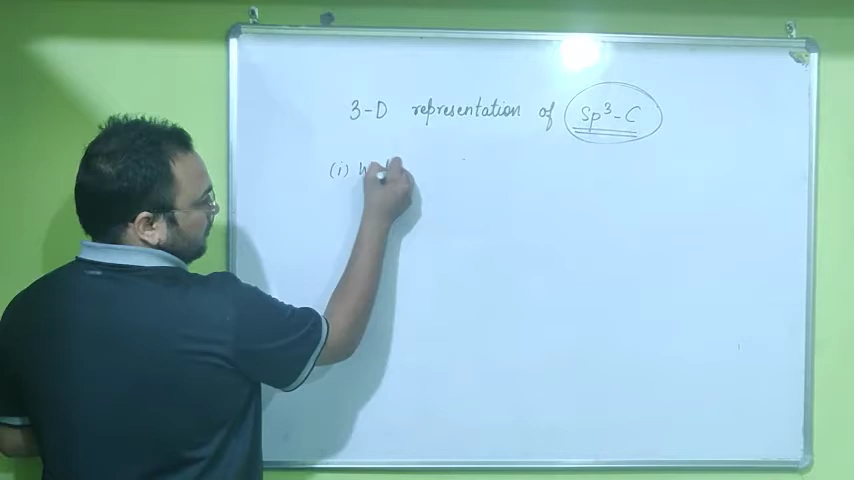 3-D representation of Sp³-C
(i)